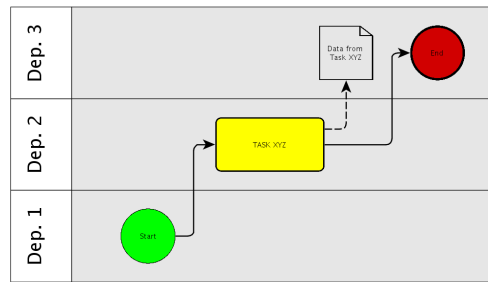 Dep. 3
Data from
Task XYZ
End
Dep. 2
TASK XYZ
Dep. 1
Start